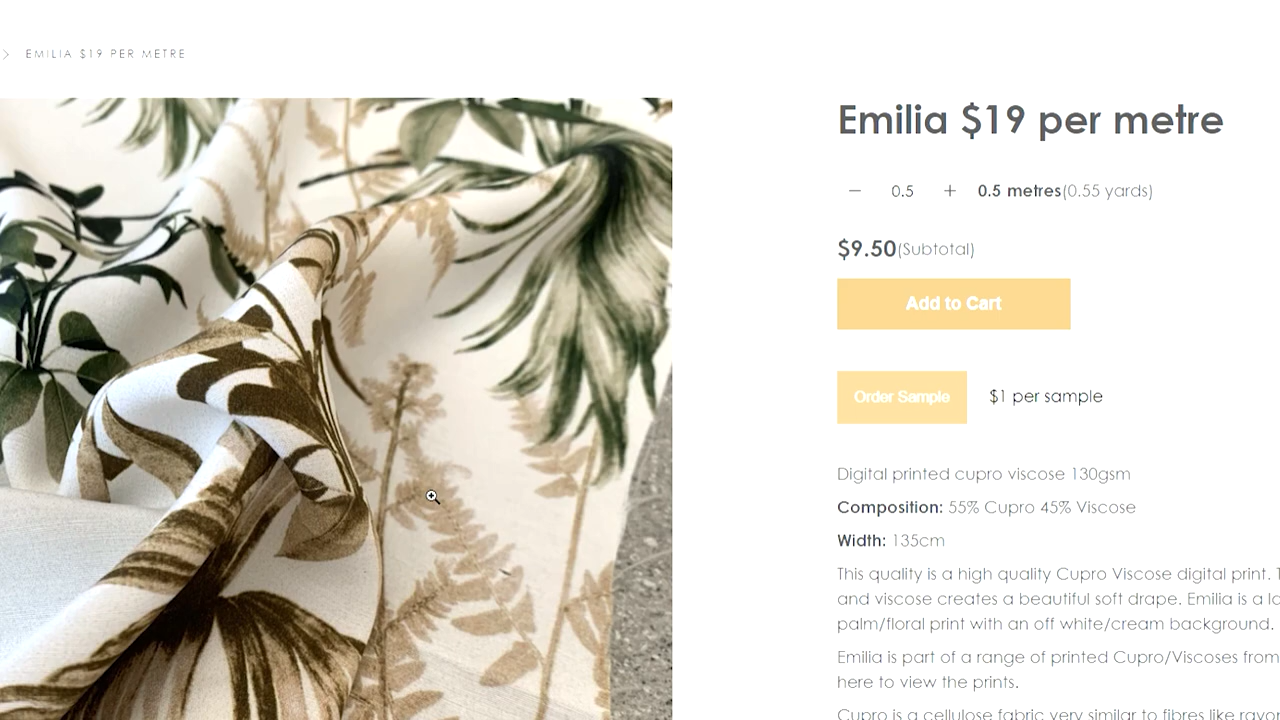 EMILIA $19 PER METRE
Emilia $19 per metre
0.5
0.5 metres(0.55 yards)
$9.50(Subtotal)
Add to Cart
Order Sample
$1 per sample
Digital printed cupro viscose 130gsm
Composition: 55% Cupro 45% Viscose
Width: 135cm
This quality is a high quality Cupro Viscose digital print.
and viscose creates a beautiful soft drape. Emilia is a
palm/floral print with an off white/cream background.
Emilia is part of a range of printed Cupro/Viscoses from
here to view the prints.
Cupro is a cellulose fabric very similar to fibres like